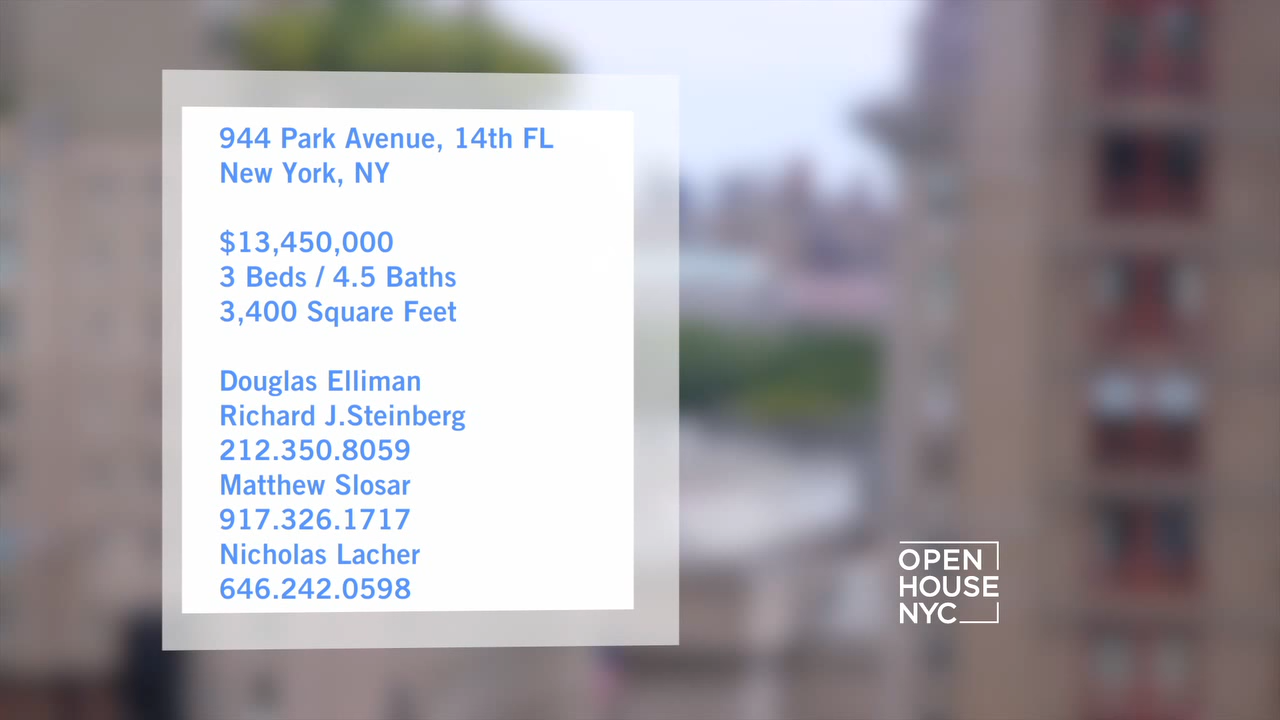 944 Park Avenue, 14th FL
New York, NY
$13,450,000
3 Beds / 4.5 Baths
3,400 Square Feet
Douglas Elliman
Richard J.Steinberg
212.350.8059
Matthew Slosar
917.326.1717
Nicholas Lacher
646.242.0598
OPEN
HOUSE
NYC